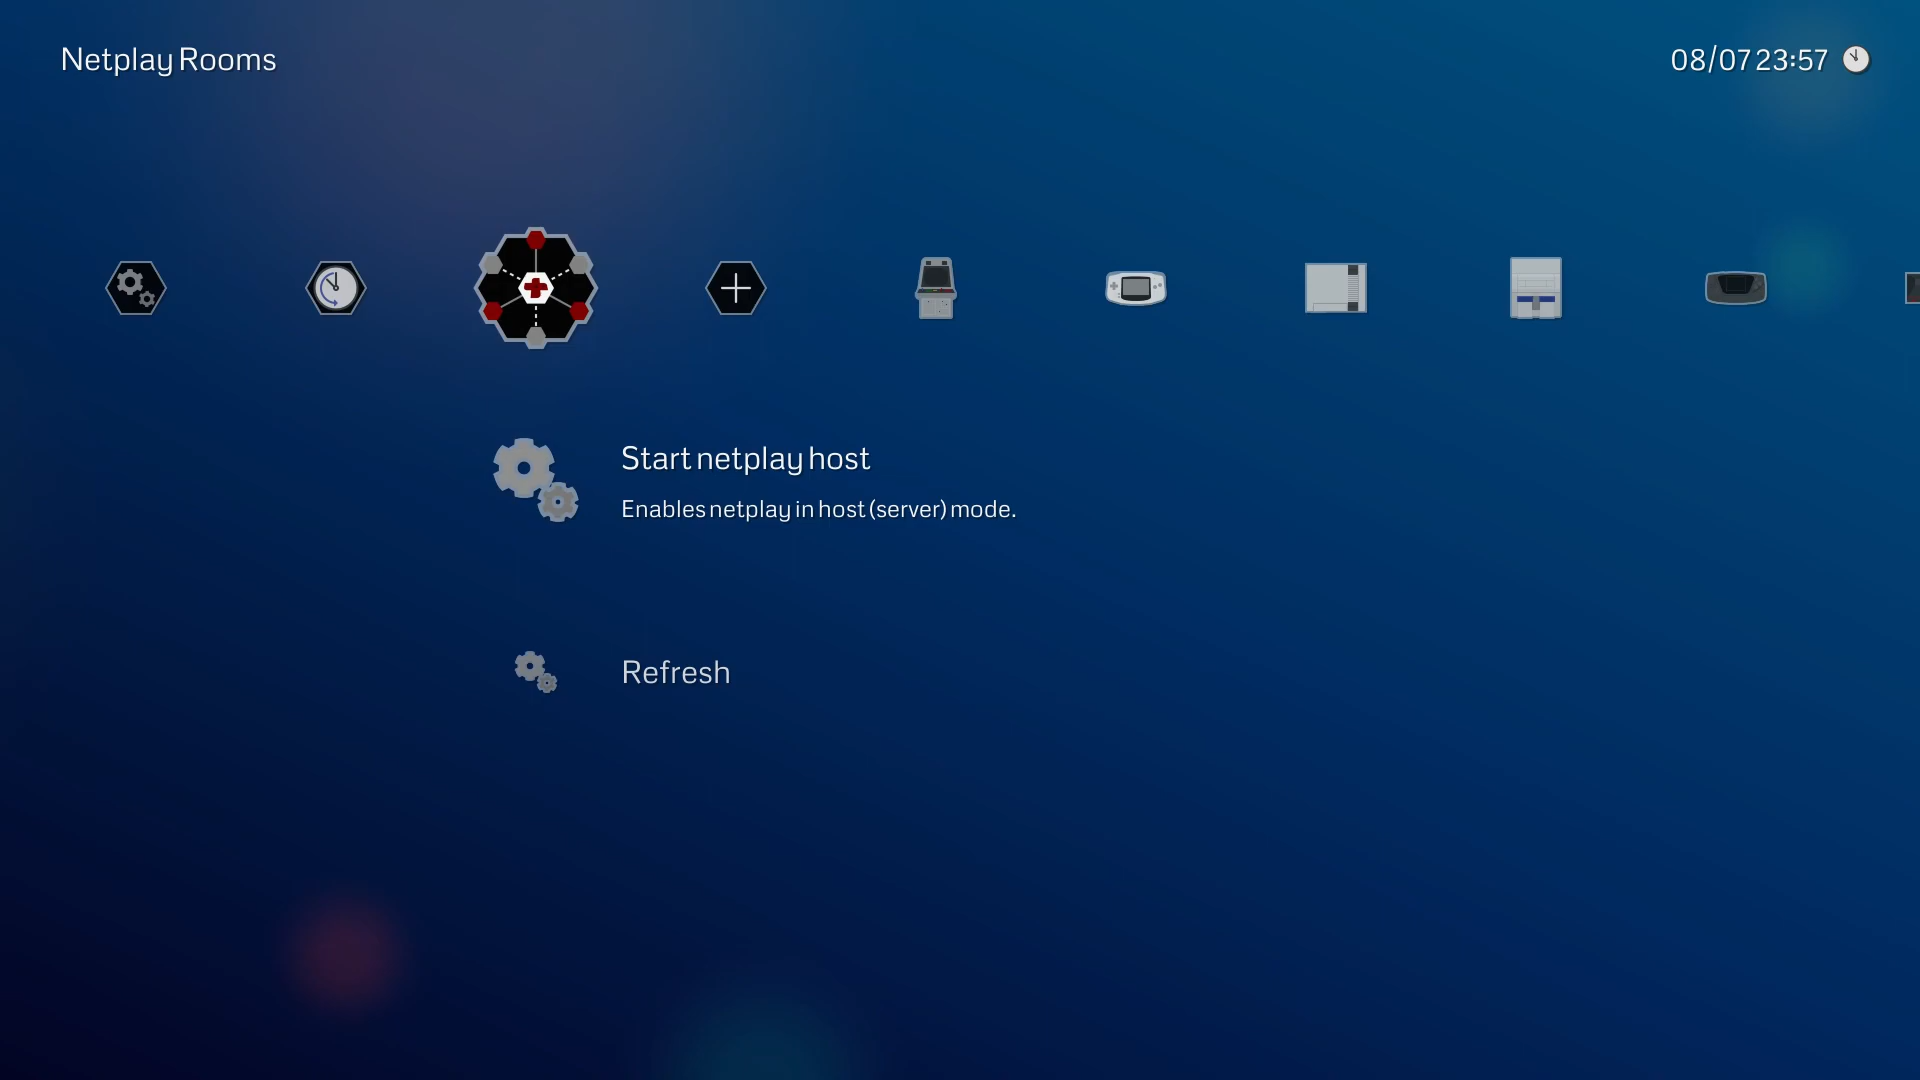 Netplay Rooms
08/07 23:57
Start netplay host
Enables netplay in host (server) mode.
Refresh